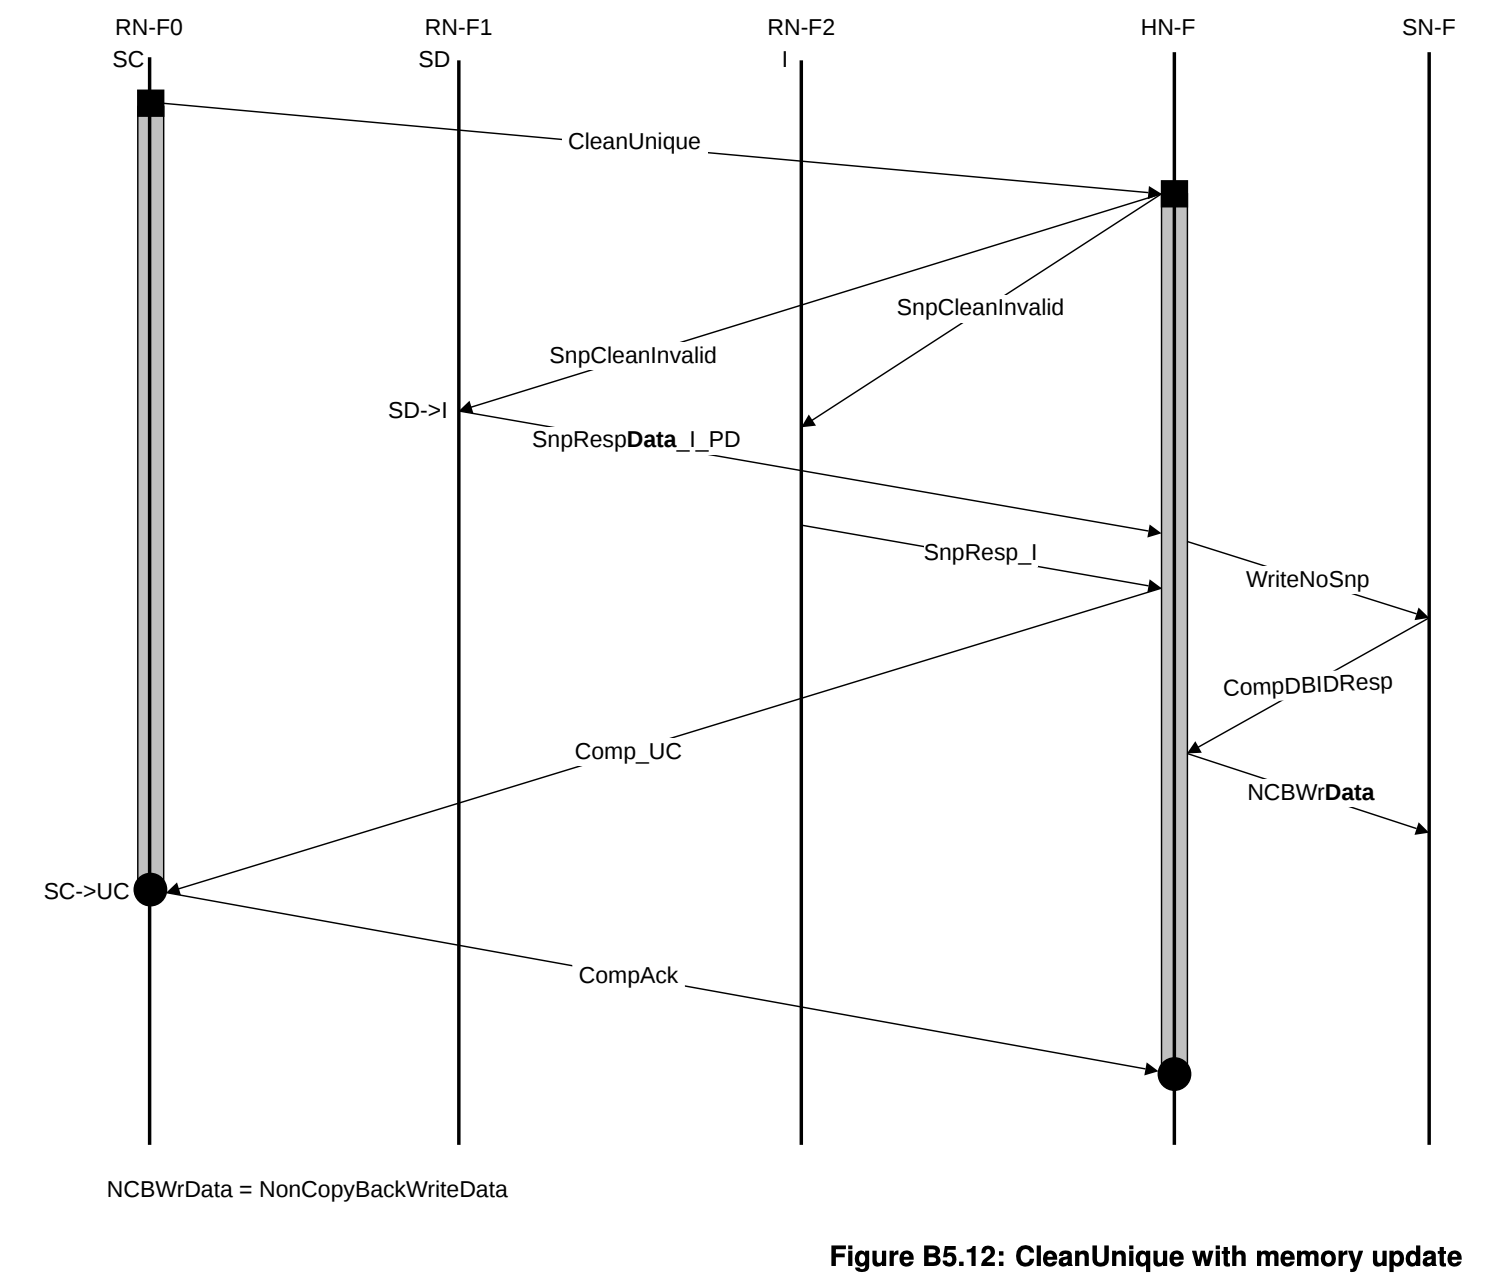 RN-F0 RN-F1 RN-F2 HN-F SN-F
SC SD I
CleanUnique
SnpCleanInvalid
SnpCleanInvalid
SD->I
SnpRespData_I_PD
SnpResp_I
WriteNoSnp
CompDBIDResp
Comp_UC
NCBWrData
SC->UC
CompAck
NCBWrData = NonCopyBackWriteData
Figure B5.12: CleanUnique with memory update